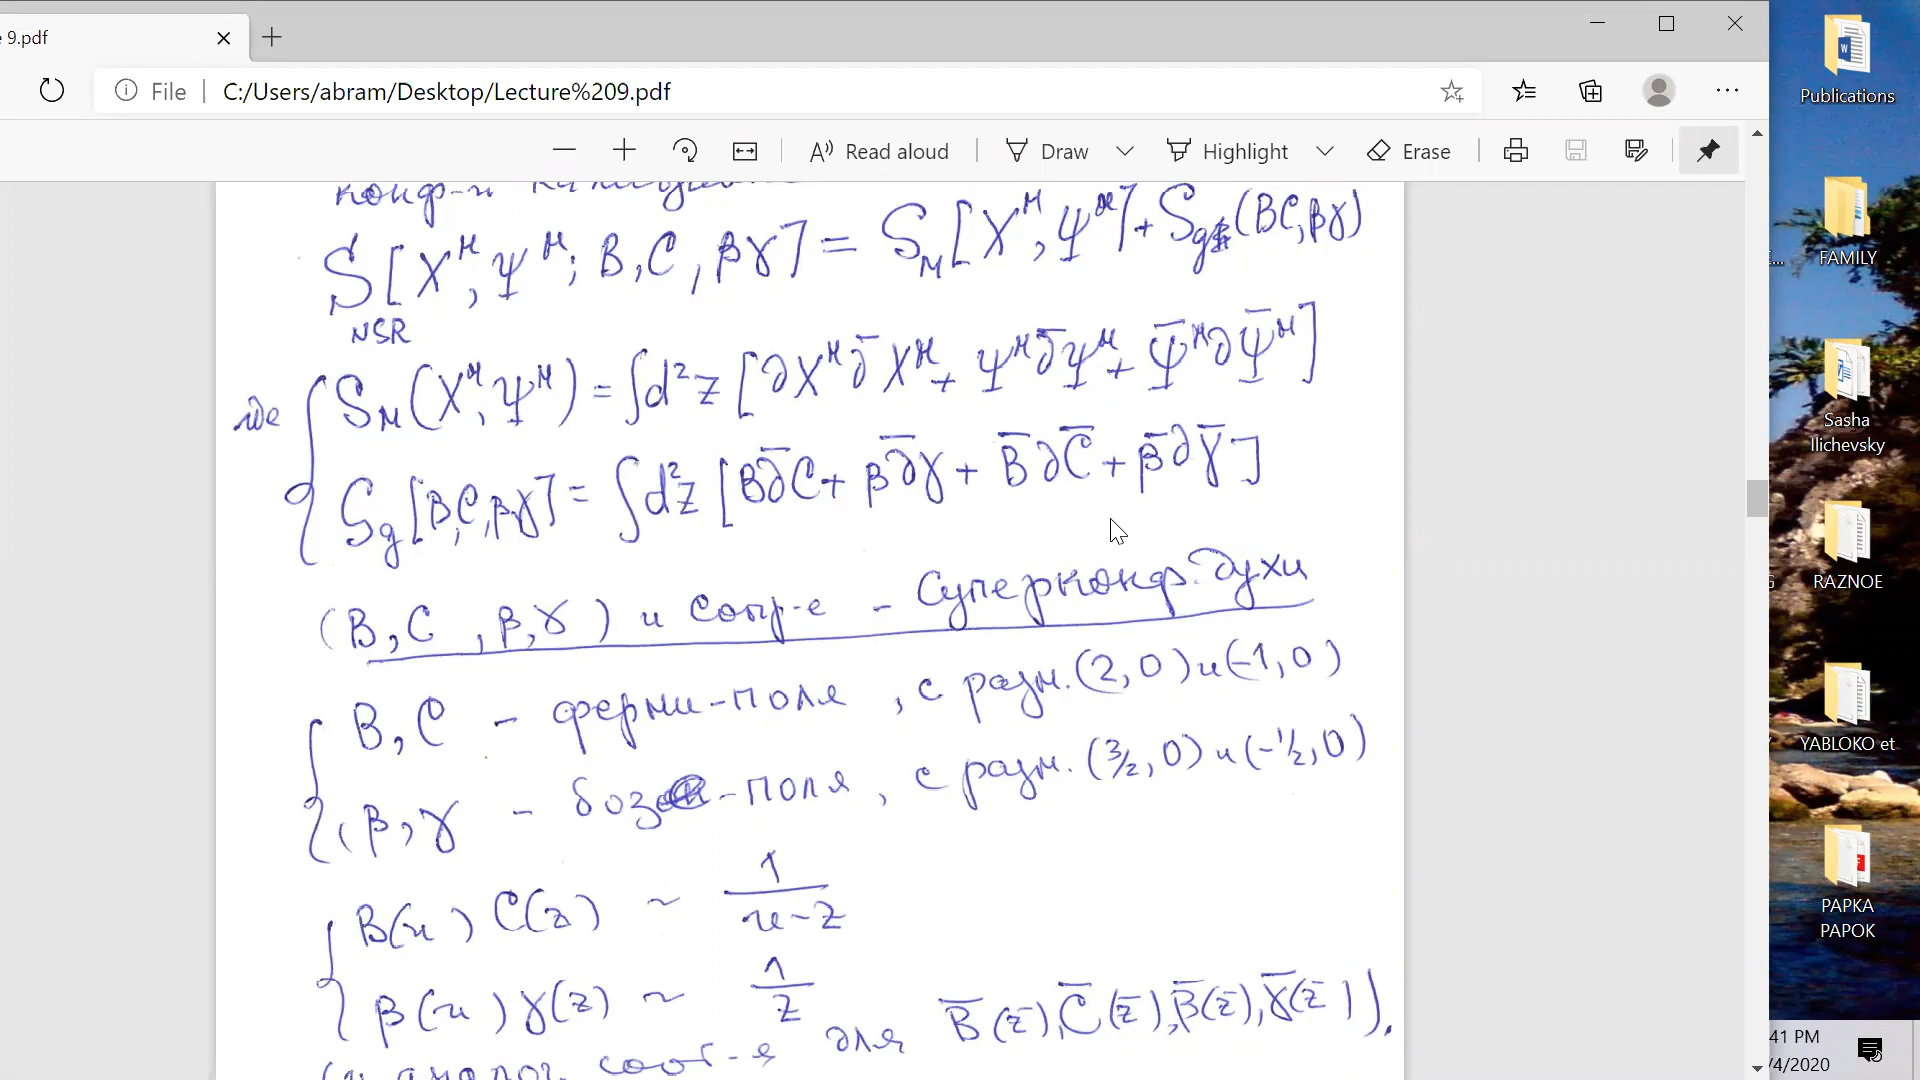 9.pdf
File C:/Users/abram/Desktop/Lecture%209.pdf
Read aloud Draw Highlight Erase
S_NSR [X^μ, Ψ^μ; B, C, βγ] = S_M [X^μ, Ψ^μ] + S_gh (BC, βγ)
где S_M (X^μ, Ψ^μ) = ∫d²z [∂X^μ ∂̄X^μ + Ψ^μ ∂̄Ψ^μ + Ψ̄^μ ∂Ψ̄^μ]
S_g [B,C,βγ] = ∫d²z [B∂̄C + β∂̄γ + B̄∂C̄ + β̄∂γ̄]
(B, C, β, γ) и сопр-е - Суперконф. духи
B, C - ферми-поля, с разм. (2,0) и (-1,0)
β, γ - бозе-поля, с разм. (3/2, 0) и (-1/2, 0)
B(u) C(z) ~ 1/(u-z)
β(u) γ(z) ~ 1/z
(и аналог. соот-я для B̄(z̄), C̄(z̄), β̄(z̄), γ̄(z̄)).
Publications
FAMILY
Sasha Ilichevsky
RAZNOE
YABLOKO et
PAPKA PAPOK
41 PM
/4/2020